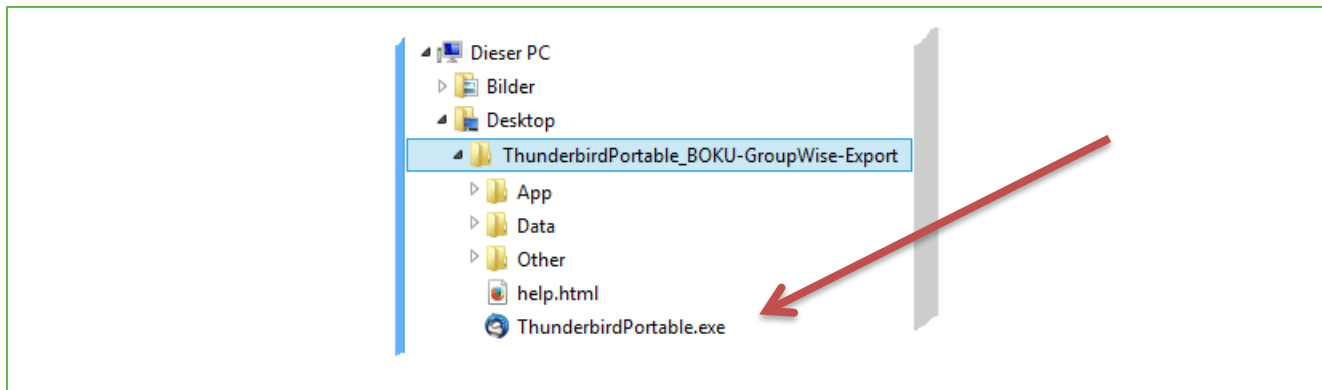 Dieser PC
Bilder
Desktop
ThunderbirdPortable_BOKU-GroupWise-Export
App
Data
Other
help.html
ThunderbirdPortable.exe